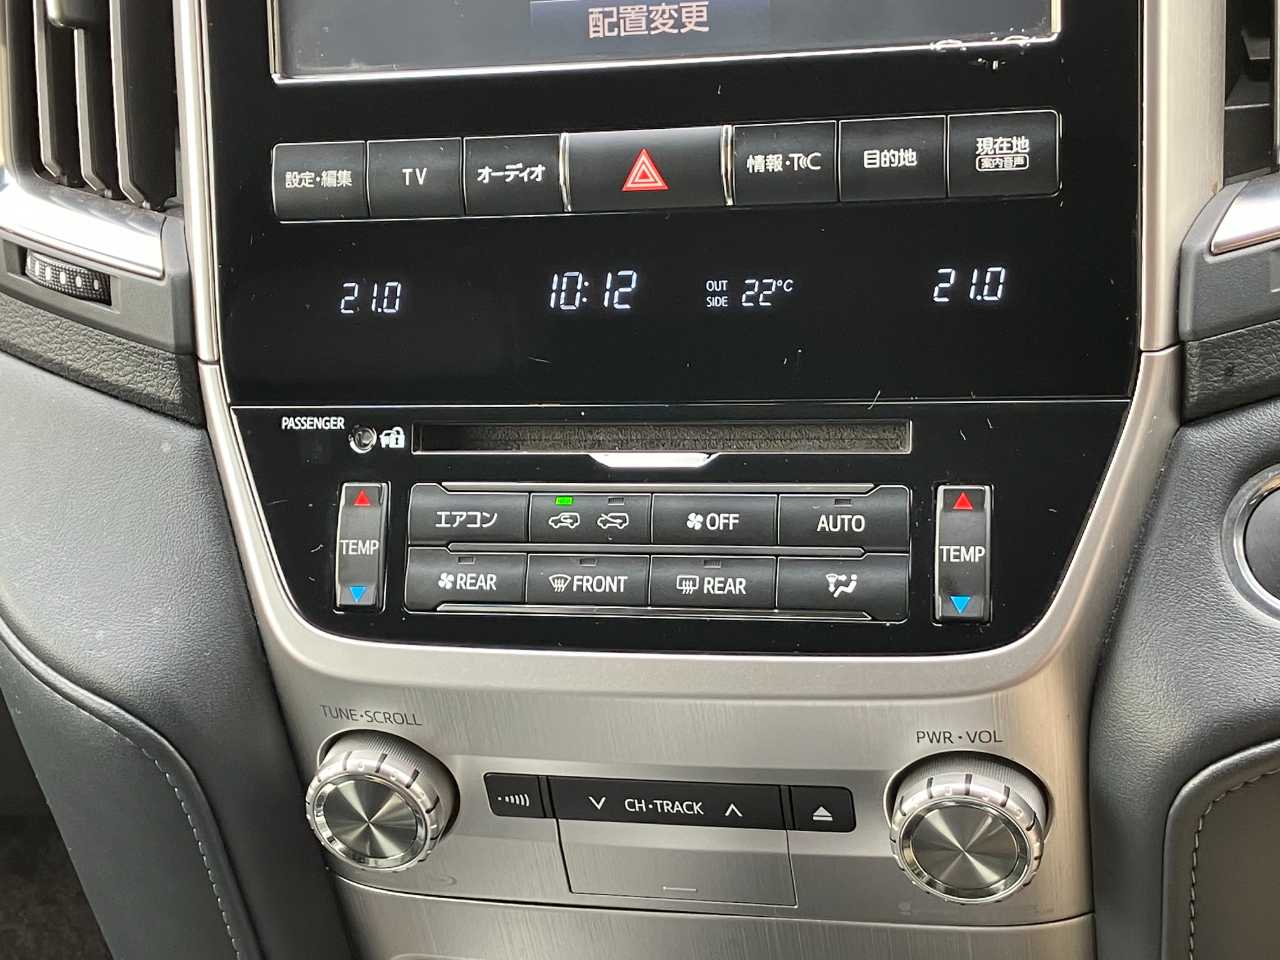 配置変更
設定・編集
TV
オーディオ
情報・T℃
目的地
現在地
案内音声
21.0
10:12
OUT
SIDE
22℃
21.0
PASSENGER
TEMP
エアコン
OFF
AUTO
REAR
FRONT
REAR
TEMP
TUNE・SCROLL
PWR・VOL
CH・TRACK